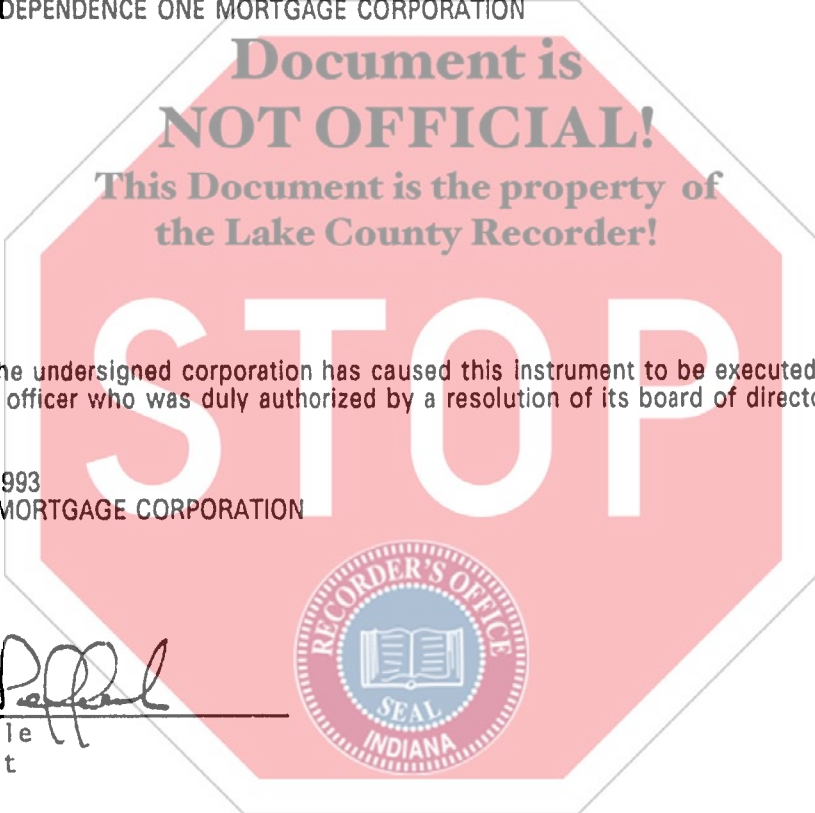 DEPENDENCE ONE MORTGAGE CORPORATION
Document is
NOT OFFICIAL!
This Document is the property of
the Lake County Recorder!
STOP
he undersigned corporation has caused this instrument to be executed
officer who was duly authorized by a resolution of its board of directo
993
MORTGAGE CORPORATION
RECORDER'S OFFICE
SEAL
INDIANA
le
t